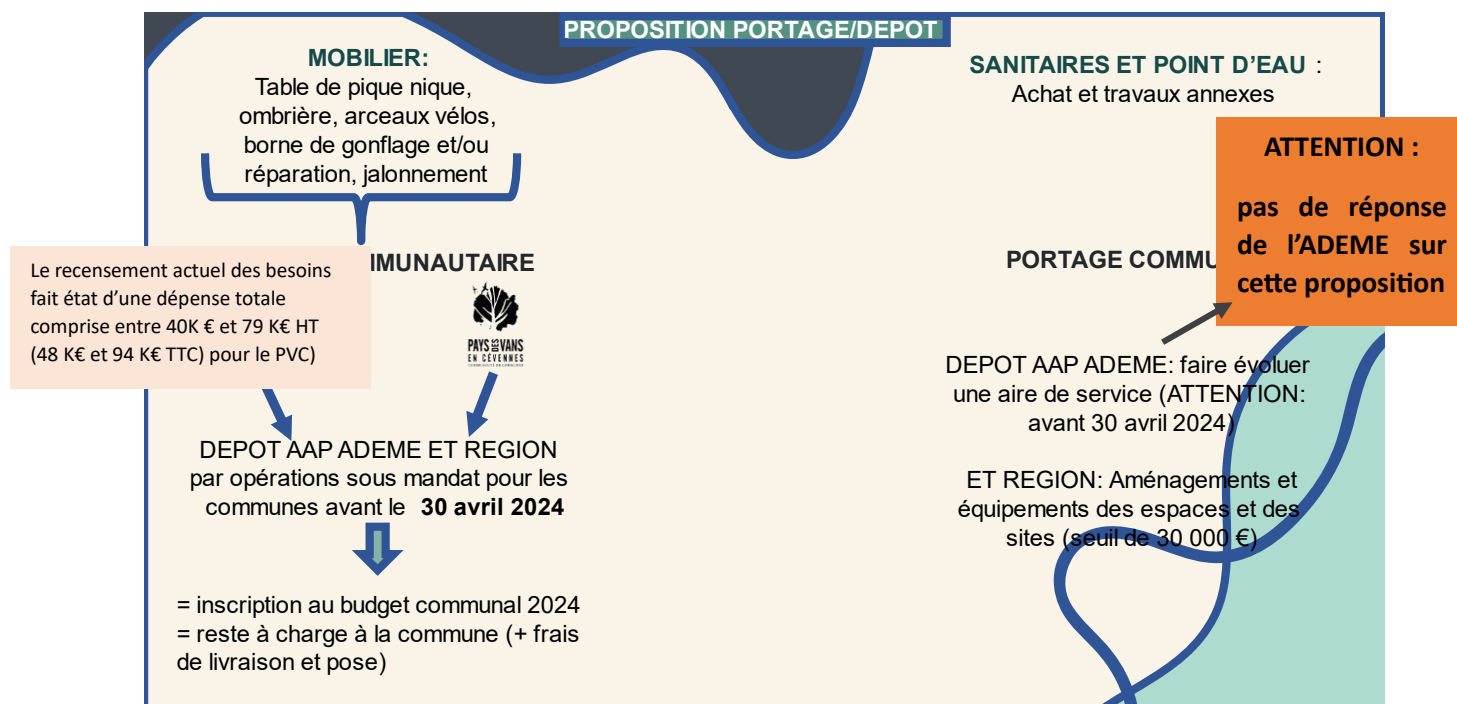 PROPOSITION PORTAGE/DEPOT
MOBILIER:
Table de pique nique,
ombrière, arceaux vélos,
borne de gonflage et/ou
réparation, jalonnement
Le recensement actuel des besoins
fait état d'une dépense totale
comprise entre 40K € et 79 K€ HT
(48 K€ et 94 K€ TTC) pour le PVC)
MMUNAUTAIRE
PAYS DES VANS
EN CÉVENNES
COMMUNAUTÉ DE COMMUNES
DEPOT AAP ADEME ET REGION
par opérations sous mandat pour les
communes avant le 30 avril 2024
= inscription au budget communal 2024
= reste à charge à la commune (+ frais
de livraison et pose)
SANITAIRES ET POINT D'EAU :
Achat et travaux annexes
ATTENTION :
pas de réponse
de l'ADEME sur
cette proposition
PORTAGE COMMU
DEPOT AAP ADEME: faire évoluer
une aire de service (ATTENTION:
avant 30 avril 2024)
ET REGION: Aménagements et
équipements des espaces et des
sites (seuil de 30 000 €)